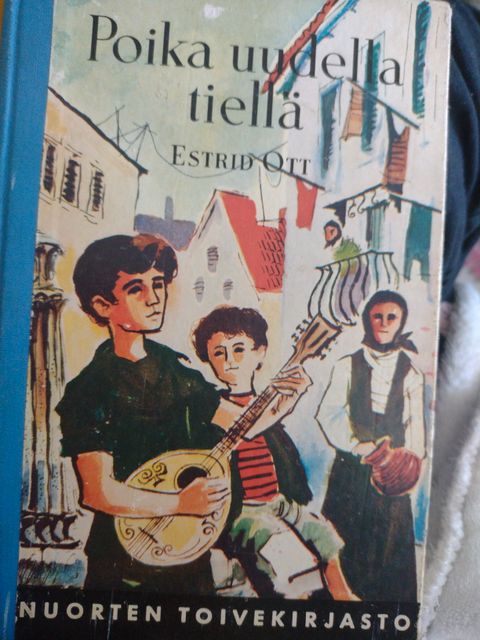 Poika uudella
tiellä
ESTRID OTT
NUORTEN TOIVEKIRJASTO